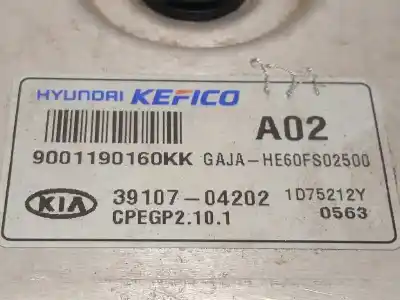 HYUNDAI KEFICO
A02
9001190160KK GAJA-HE60FS02500
KIA 39107-04202 1D75212Y
CPEGP2.10.1 0563